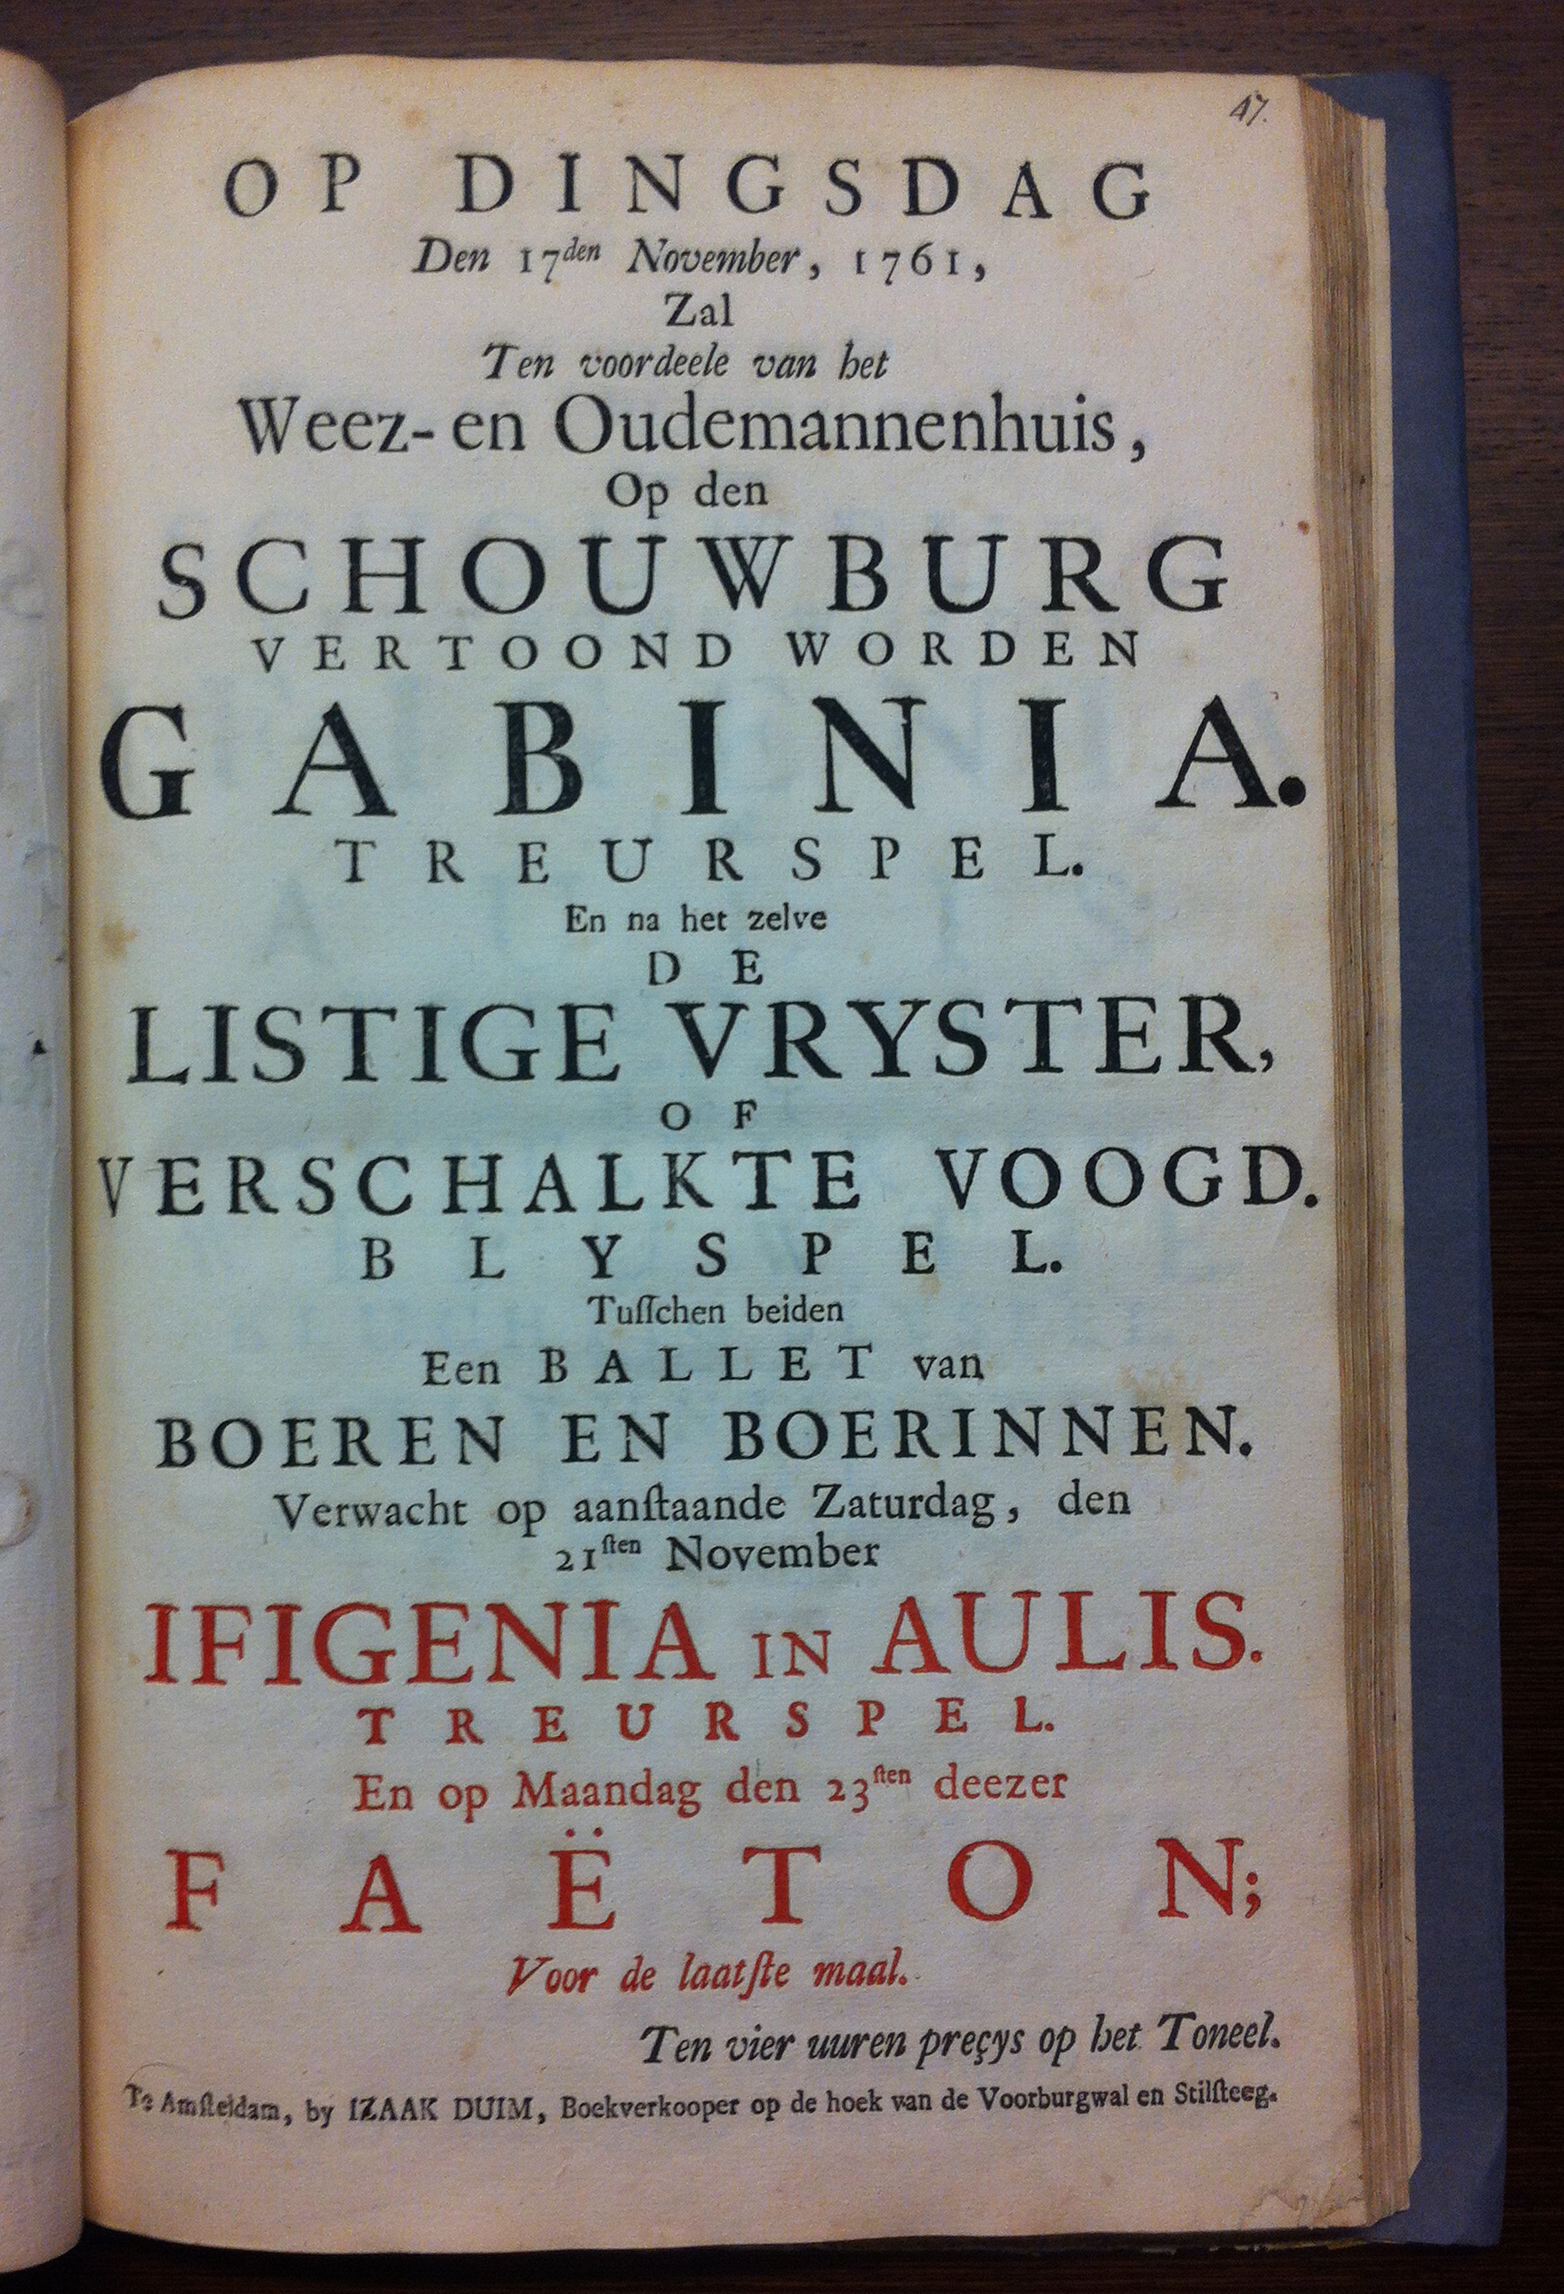 47.
OP DINGSDAG
Den 17den November, 1761,
Zal
Ten voordeele van het
Weez- en Oudemannenhuis,
Op den
SCHOUWBURG
VERTOOND WORDEN
GABINIA.
TREURSPEL.
En na het zelve
DE
LISTIGE VRYSTER,
OF
VERSCHALKTE VOOGD.
BLYSPEL.
Tuſſchen beiden
Een BALLET van
BOEREN EN BOERINNEN.
Verwacht op aanſtaande Zaturdag, den
21ſten November
IFIGENIA IN AULIS.
TREURSPEL.
En op Maandag den 23ſten deezer
FAËTON;
Voor de laatſte maal.
Ten vier uuren preçys op het Toneel.
Te Amſteldam, by IZAAK DUIM, Boekverkooper op de hoek van de Voorburgwal en Stilſteeg.